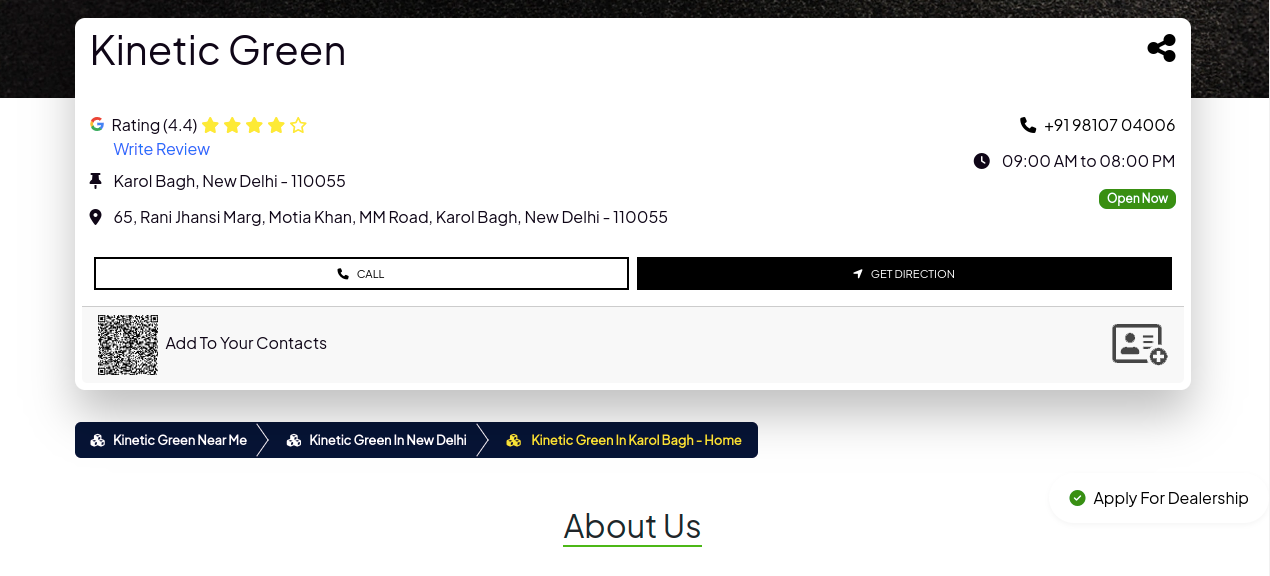 Kinetic Green
Rating (4.4)
Write Review
Karol Bagh, New Delhi - 110055
65, Rani Jhansi Marg, Motia Khan, MM Road, Karol Bagh, New Delhi - 110055
+91 98107 04006
09:00 AM to 08:00 PM
Open Now
CALL
GET DIRECTION
Add To Your Contacts
Kinetic Green Near Me
Kinetic Green In New Delhi
Kinetic Green In Karol Bagh - Home
Apply For Dealership
About Us